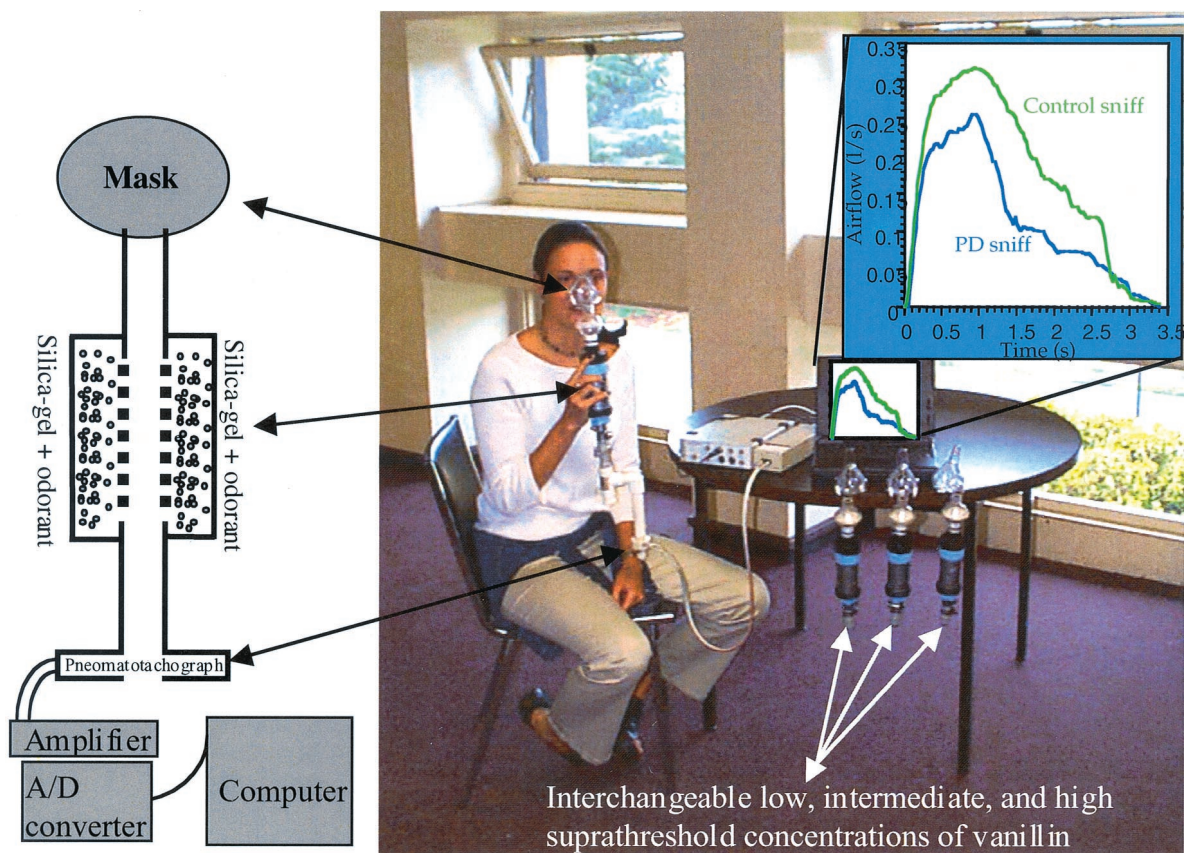 Mask
Silica-gel + odorant
Silica-gel + odorant
Pneomatotachograph
Amplifier
A/D
converter
Computer
0.35
0.3
0.25
0.2
0.15
0.1
0.05
0
Airflow (l/s)
Control sniff
PD sniff
0 0.5 1 1.5 2 2.5 3 3.5
Time (s)
Interchangeable low, intermediate, and high
suprathreshold concentrations of vanillin